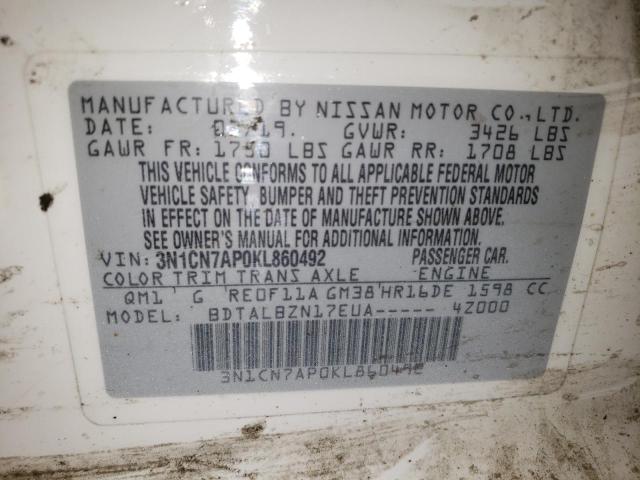 MANUFACTURED BY NISSAN MOTOR CO., LTD.
DATE: GVWR: 3426 LBS
GAWR FR: LBS GAWR RR: 1708 LBS
THIS VEHICLE CONFORMS TO ALL APPLICABLE FEDERAL MOTOR
VEHICLE SAFETY, BUMPER AND THEFT PREVENTION STANDARDS
IN EFFECT ON THE DATE OF MANUFACTURE SHOWN ABOVE.
SEE OWNER'S MANUAL FOR ADDITIONAL INFORMATION.
VIN: 3N1CN7AP0KL860492 PASSENGER CAR.
COLOR TRIM TRANS AXLE ENGINE
QM1 G RE0F11A GM38 HR16DE 1598 CC
MODEL: BDTALBZN17EUA----- 4Z000
3N1CN7AP0KL860492